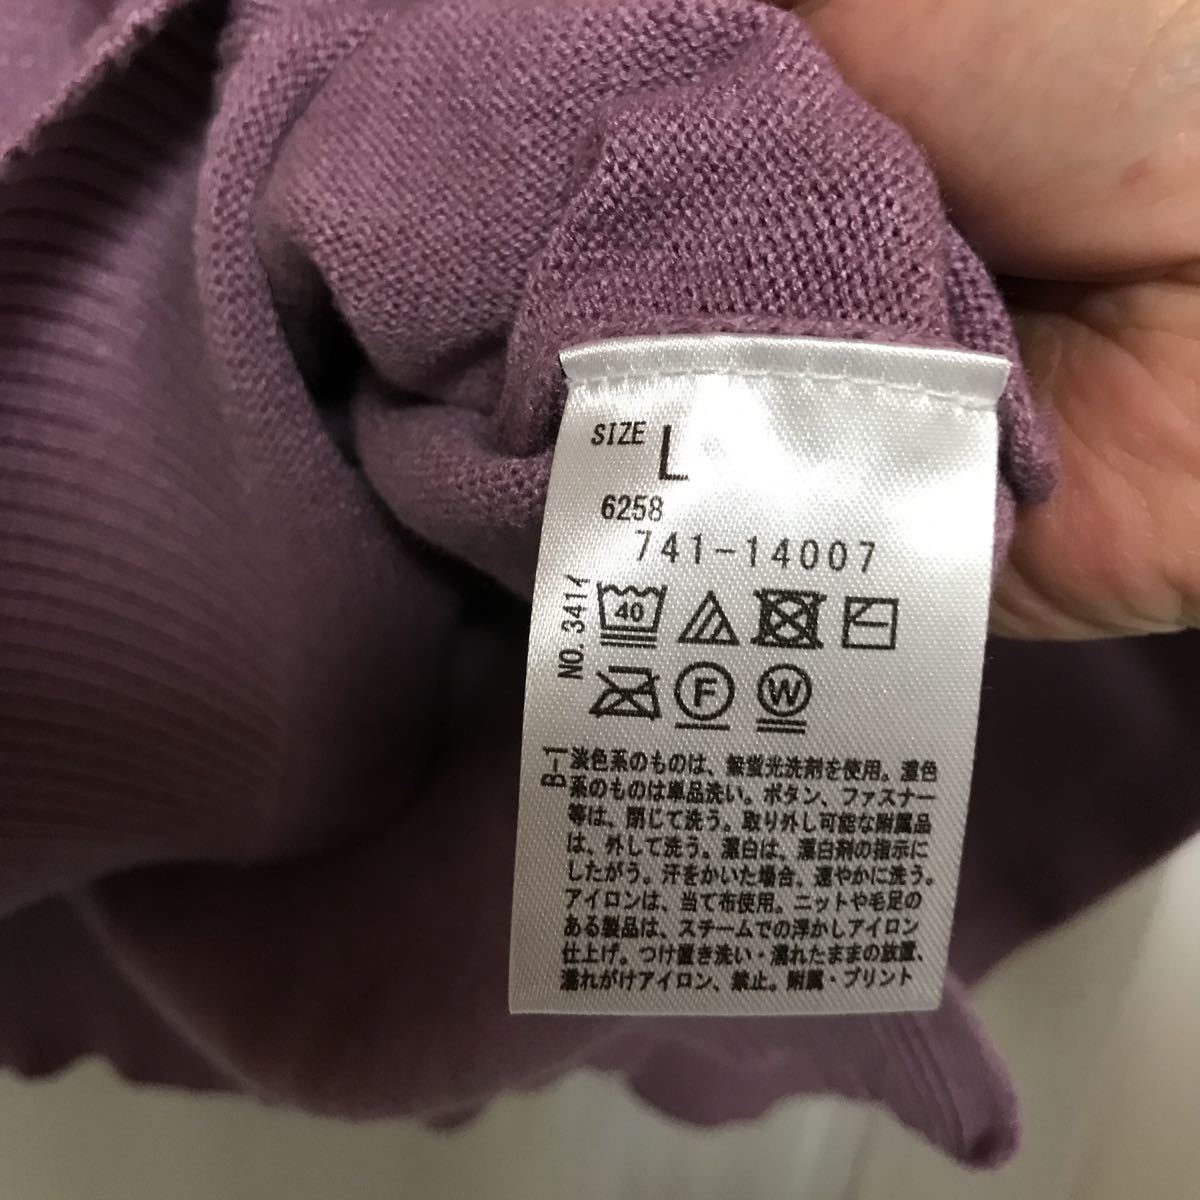 SIZE L
6258
741-14007
NO.3414
40
F W
B-1
淡色系のものは、無蛍光洗剤を使用。濃色
系のものは単品洗い。ボタン、ファスナー
等は、閉じて洗う。取り外し可能な附属品
は、外して洗う。漂白は、漂白剤の指示に
したがう。汗をかいた場合、速やかに洗う。
アイロンは、当て布使用。ニットや毛足の
ある製品は、スチームでの浮かしアイロン
仕上げ。つけ置き洗い・濡れたままの放置、
濡れがけアイロン、禁止。附属・プリント